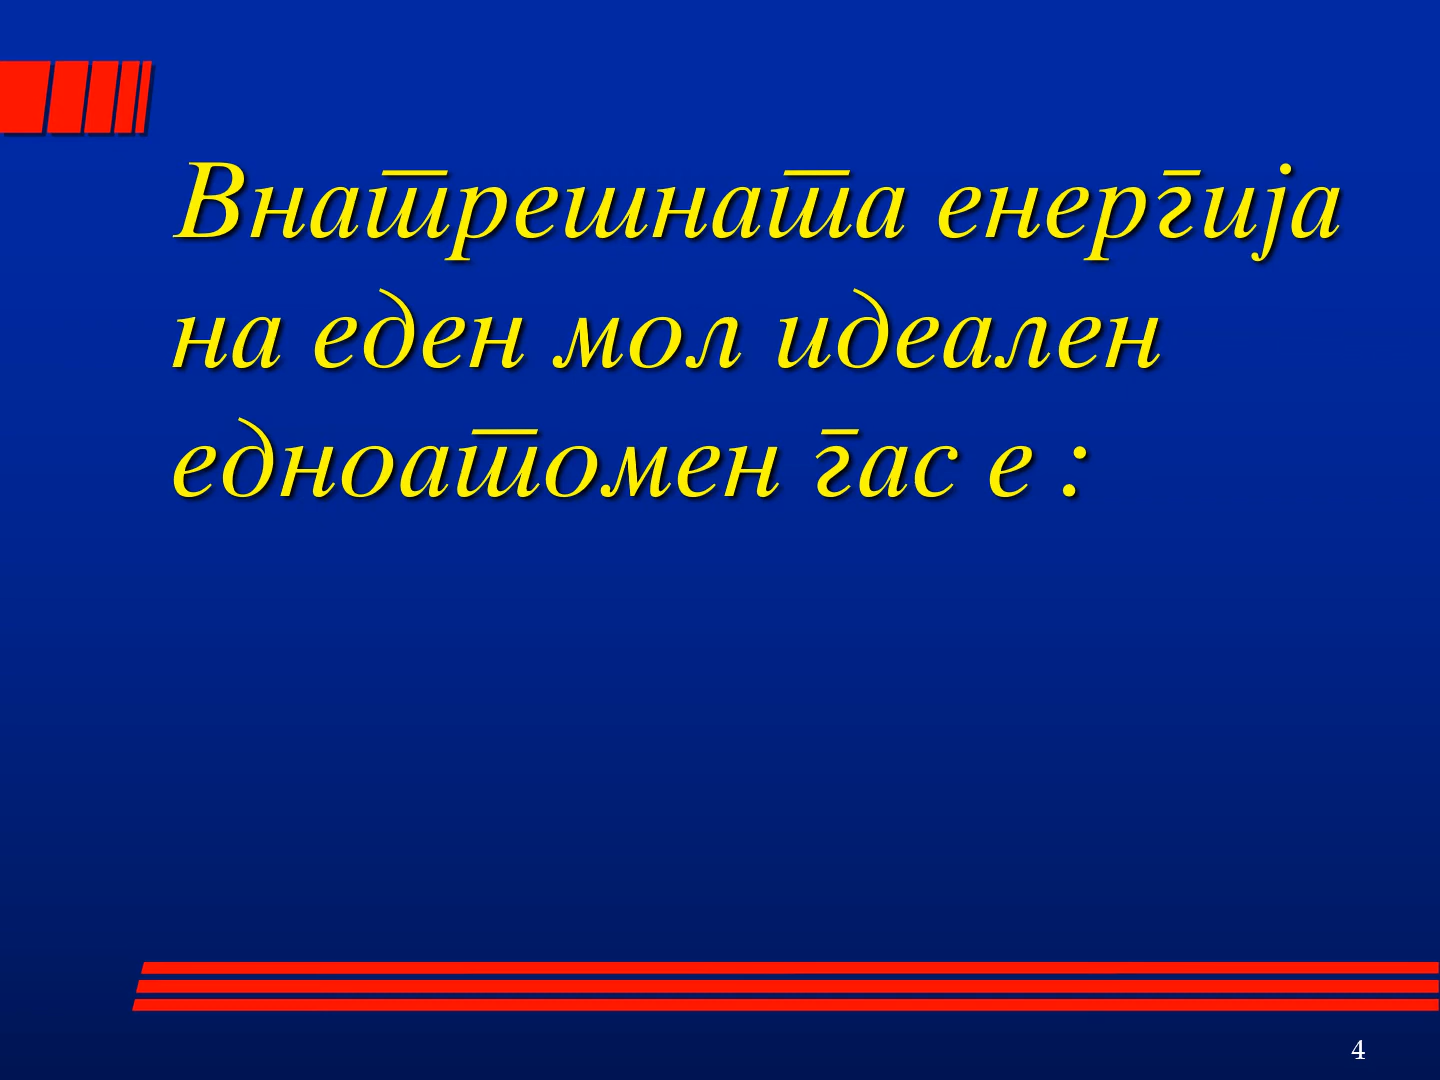 Внатрешната енергија
на еден мол идеален
едноатомен гас е :
4